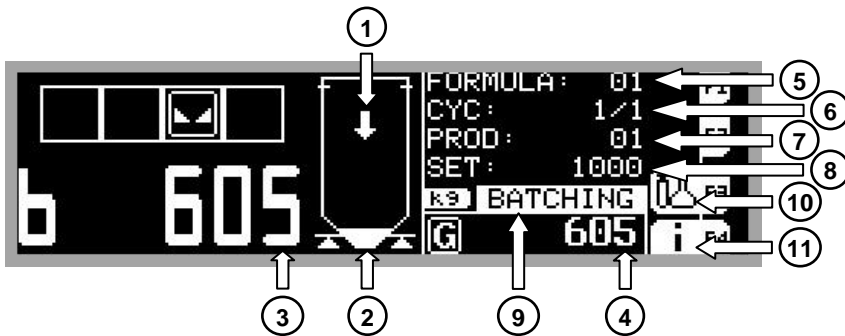 1
FORMULA: 01
5
CYC: 1/1
6
PROD: 01
7
SET: 1000
8
kg BATCHING
10
b 605
G 605
i
11
3
2
9
4